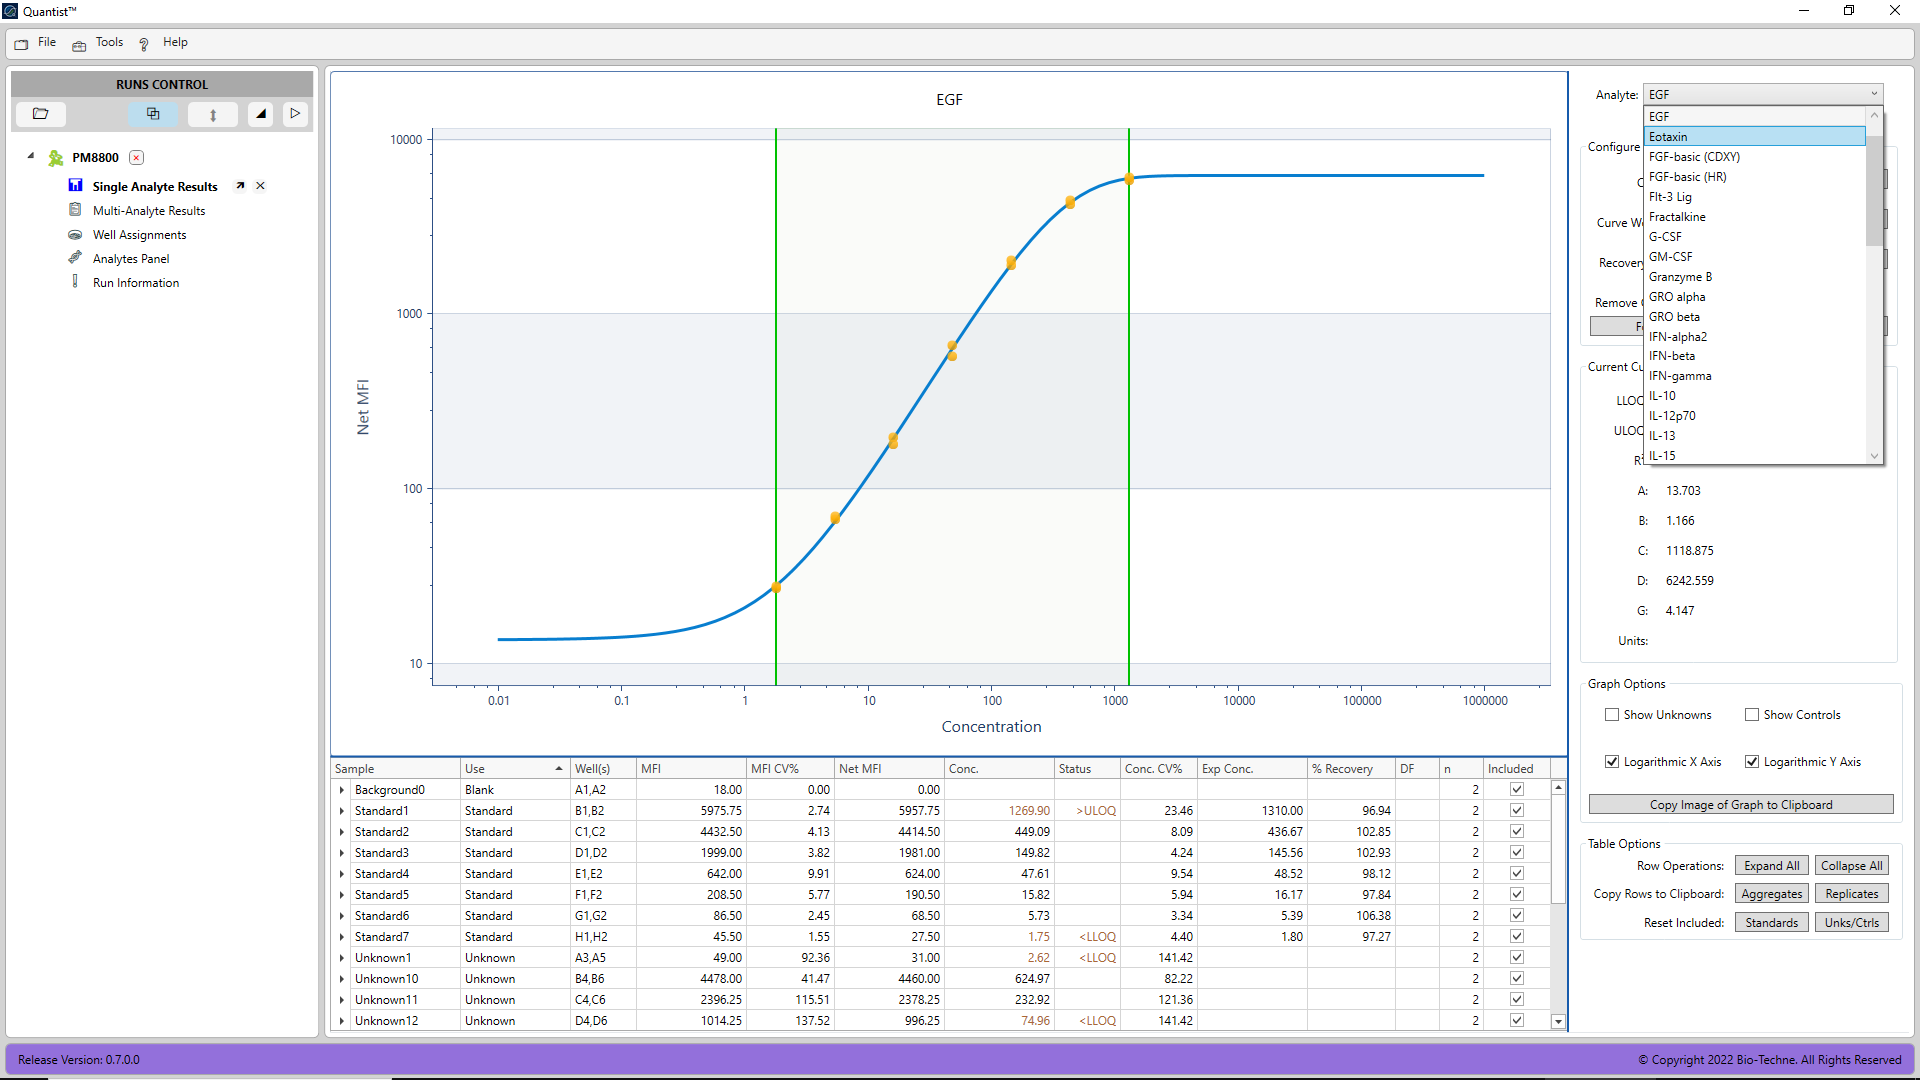 Quantist™
File Tools Help
RUNS CONTROL
PM8800
Single Analyte Results
Multi-Analyte Results
Well Assignments
Analytes Panel
Run Information
EGF
Net MFI
10000
1000
100
10
0.01 0.1 1 10 100 1000 10000 100000 1000000
Concentration
Sample Use Well(s) MFI MFI CV% Net MFI Conc. Status Conc. CV% Exp Conc. % Recovery DF n Included
Background0 Blank A1,A2 18.00 0.00 0.00 2
Standard1 Standard B1,B2 5975.75 2.74 5957.75 1269.90 >ULOQ 23.46 1310.00 96.94 2
Standard2 Standard C1,C2 4432.50 4.13 4414.50 449.09 8.09 436.67 102.85 2
Standard3 Standard D1,D2 1999.00 3.82 1981.00 149.82 4.24 145.56 102.93 2
Standard4 Standard E1,E2 642.00 9.91 624.00 47.61 9.54 48.52 98.12 2
Standard5 Standard F1,F2 208.50 5.77 190.50 15.82 5.94 16.17 97.84 2
Standard6 Standard G1,G2 86.50 2.45 68.50 5.73 3.34 5.39 106.38 2
Standard7 Standard H1,H2 45.50 1.55 27.50 1.75 <LLOQ 4.40 1.80 97.27 2
Unknown1 Unknown A3,A5 49.00 92.36 31.00 2.62 <LLOQ 141.42 2
Unknown10 Unknown B4,B6 4478.00 41.47 4460.00 624.97 82.22 2
Unknown11 Unknown C4,C6 2396.25 115.51 2378.25 232.92 121.36 2
Unknown12 Unknown D4,D6 1014.25 137.52 996.25 74.96 <LLOQ 141.42 2
Analyte: EGF
EGF
Eotaxin
FGF-basic (CDXY)
FGF-basic (HR)
Flt-3 Lig
Fractalkine
G-CSF
GM-CSF
Granzyme B
GRO alpha
GRO beta
IFN-alpha2
IFN-beta
IFN-gamma
IL-10
IL-12p70
IL-13
IL-15
Configure
Curve We
Recovery
Remove
Current Cu
LLOQ
ULOQ
A: 13.703
B: 1.166
C: 1118.875
D: 6242.559
G: 4.147
Units:
Graph Options
Show Unknowns Show Controls
Logarithmic X Axis Logarithmic Y Axis
Copy Image of Graph to Clipboard
Table Options
Row Operations: Expand All Collapse All
Copy Rows to Clipboard: Aggregates Replicates
Reset Included: Standards Unks/Ctrls
Release Version: 0.7.0.0
© Copyright 2022 Bio-Techne. All Rights Reserved